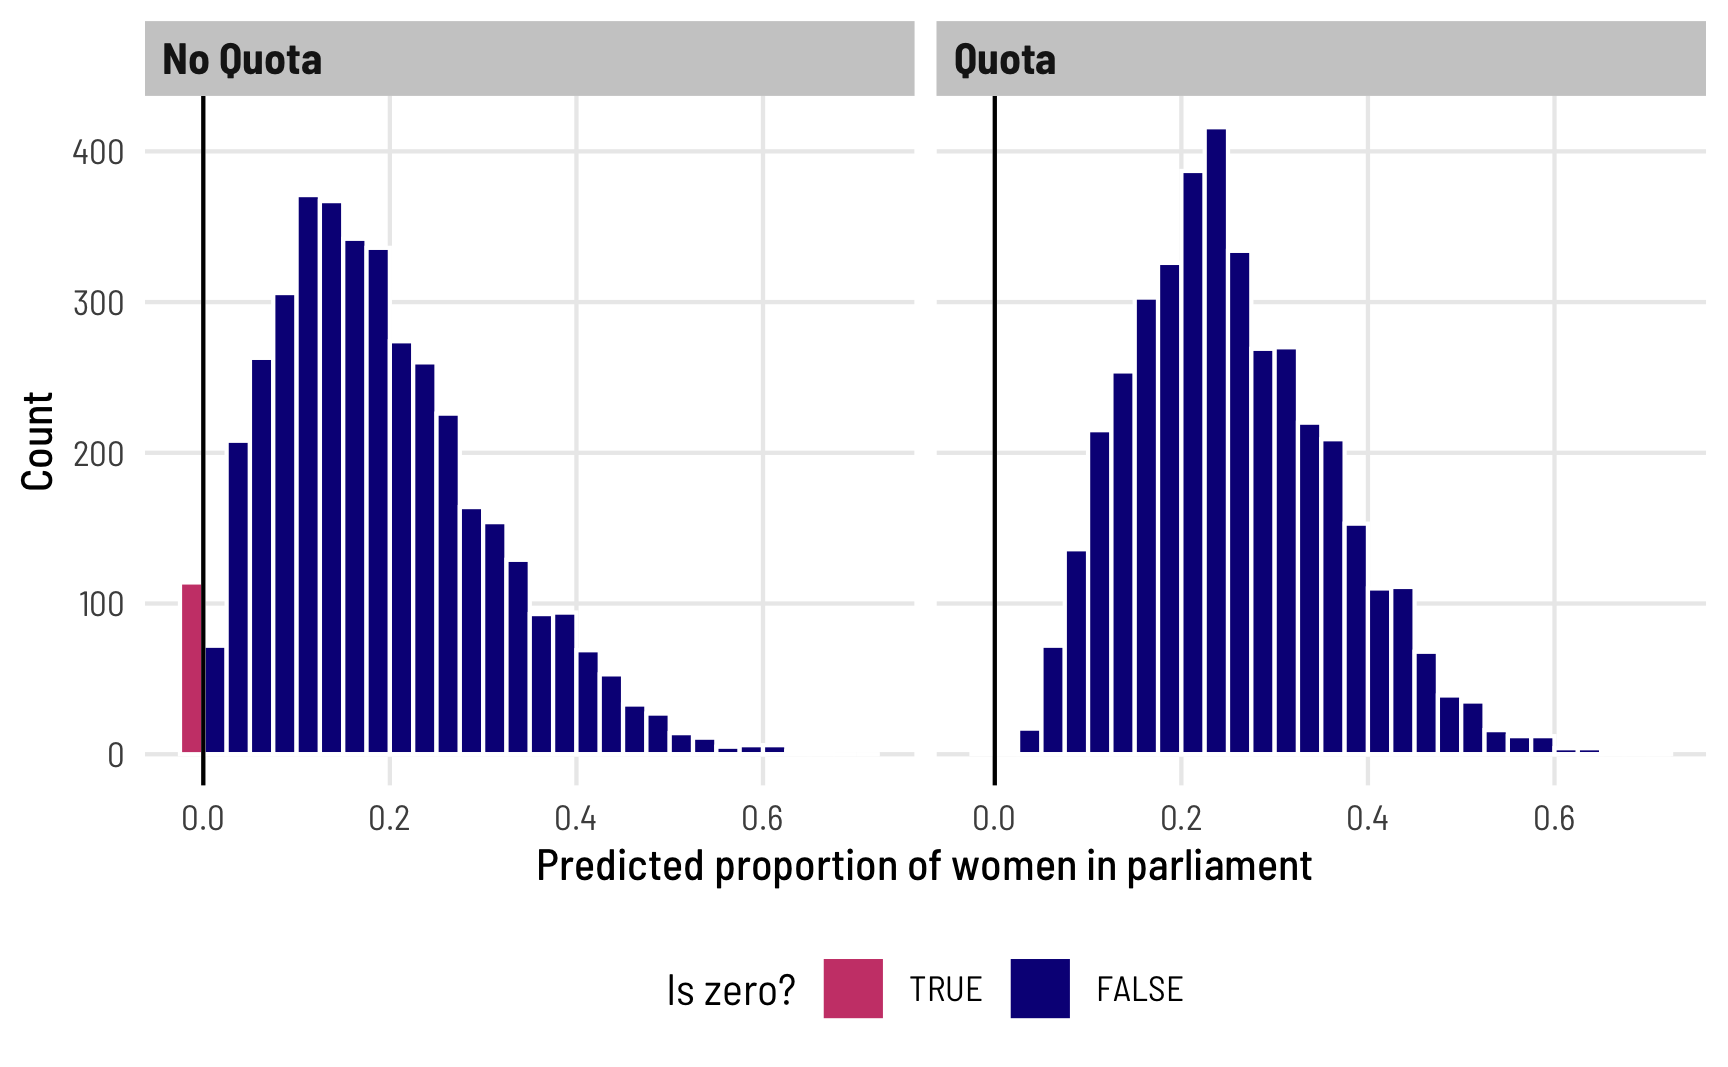 No Quota
Quota
Count
400
300
200
100
0
0.0 0.2 0.4 0.6
0.0 0.2 0.4 0.6
Predicted proportion of women in parliament
Is zero? TRUE FALSE